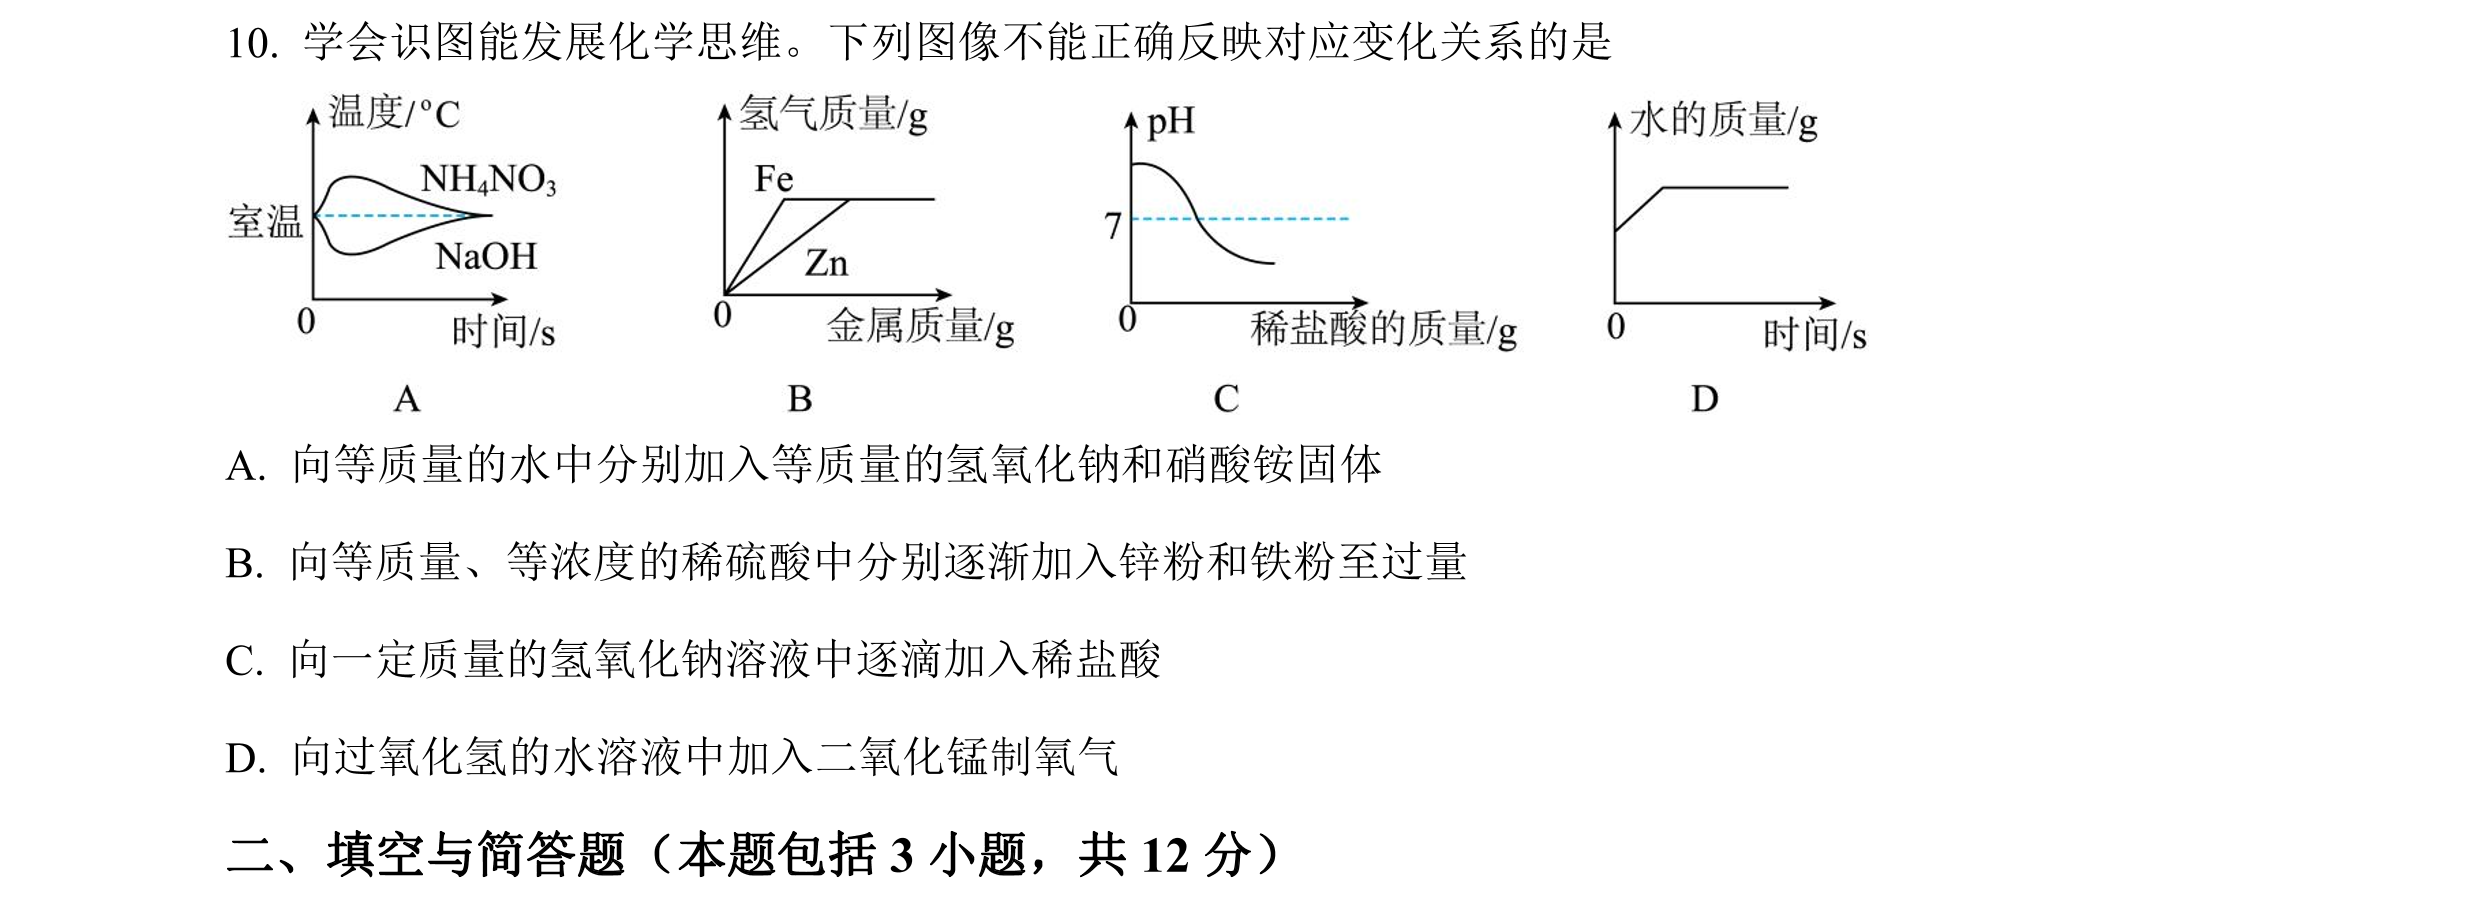 10. 学会识图能发展化学思维。下列图像不能正确反映对应变化关系的是
温度/°C
NH₄NO₃
室温
NaOH
0
时间/s
A
氢气质量/g
Fe
Zn
0
金属质量/g
B
pH
7
0
稀盐酸的质量/g
C
水的质量/g
0
时间/s
D
A. 向等质量的水中分别加入等质量的氢氧化钠和硝酸铵固体
B. 向等质量、等浓度的稀硫酸中分别逐渐加入锌粉和铁粉至过量
C. 向一定质量的氢氧化钠溶液中逐滴加入稀盐酸
D. 向过氧化氢的水溶液中加入二氧化锰制氧气
二、填空与简答题（本题包括 3 小题，共 12 分）